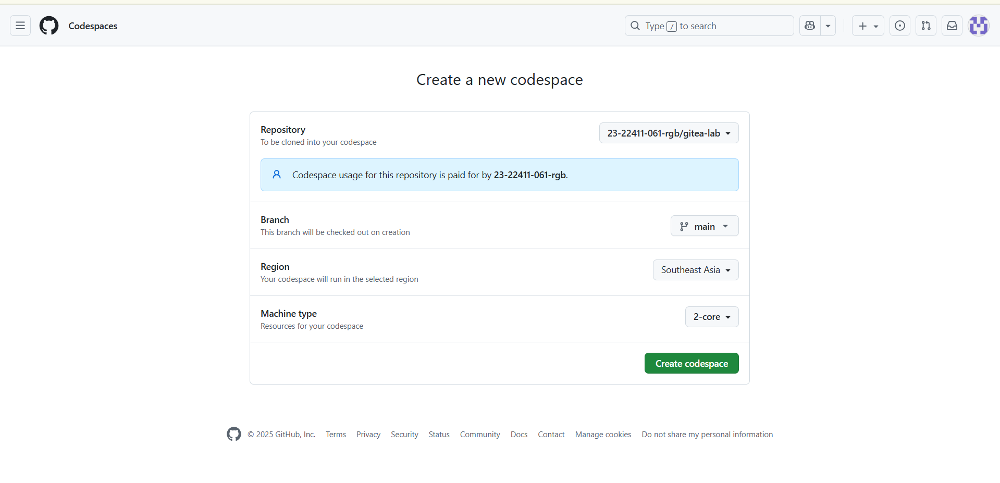 Codespaces
Type / to search
Create a new codespace
Repository
To be cloned into your codespace
23-22411-061-rgb/gitea-lab
Codespace usage for this repository is paid for by 23-22411-061-rgb.
Branch
This branch will be checked out on creation
main
Region
Your codespace will run in the selected region
Southeast Asia
Machine type
Resources for your codespace
2-core
Create codespace
© 2025 GitHub, Inc. Terms Privacy Security Status Community Docs Contact Manage cookies Do not share my personal information